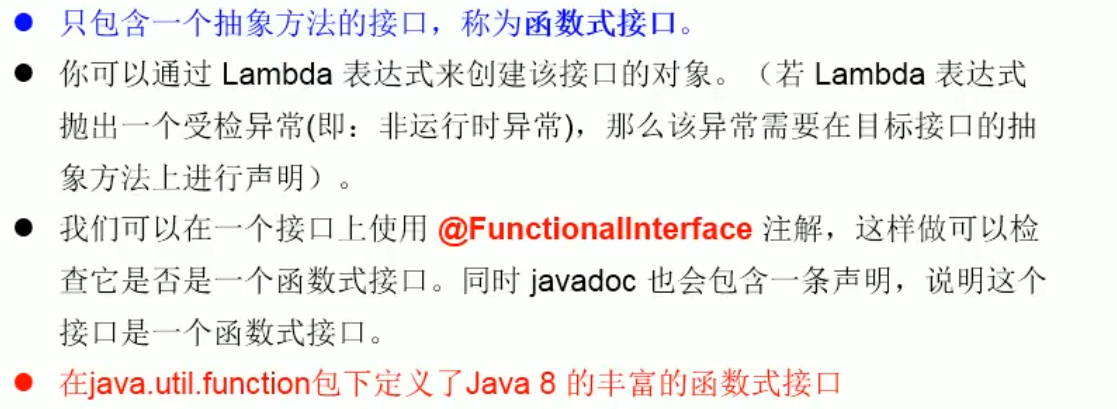 ● 只包含一个抽象方法的接口，称为函数式接口。
● 你可以通过 Lambda 表达式来创建该接口的对象。（若 Lambda 表达式
抛出一个受检异常(即：非运行时异常)，那么该异常需要在目标接口的抽
象方法上进行声明）。
● 我们可以在一个接口上使用 @FunctionalInterface 注解，这样做可以检
查它是否是一个函数式接口。同时 javadoc 也会包含一条声明，说明这个
接口是一个函数式接口。
● 在java.util.function包下定义了Java 8 的丰富的函数式接口